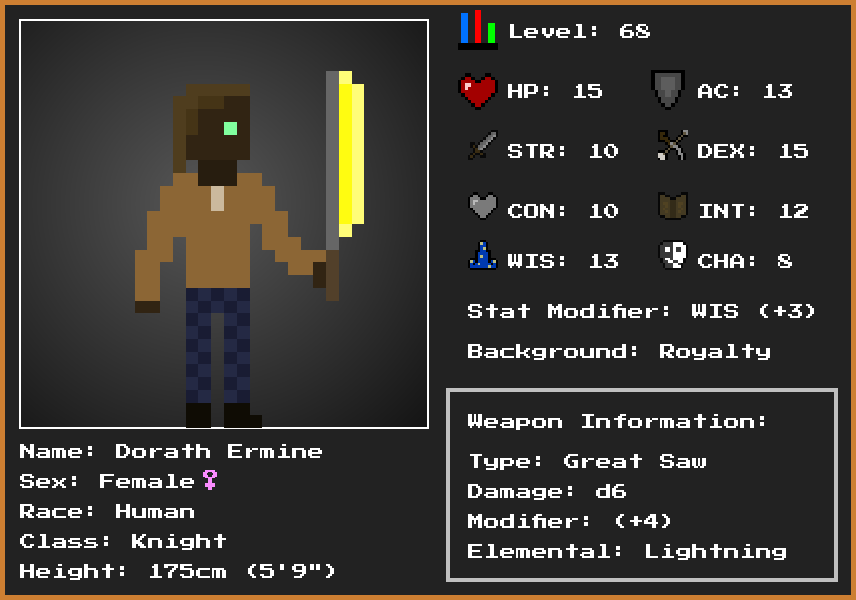 Level: 68
HP: 15
AC: 13
STR: 10
DEX: 15
CON: 10
INT: 12
WIS: 13
CHA: 8
Stat Modifier: WIS (+3)
Background: Royalty
Weapon Information:
Type: Great Saw
Damage: d6
Modifier: (+4)
Elemental: Lightning
Name: Dorath Ermine
Sex: Female♀
Race: Human
Class: Knight
Height: 175cm (5'9")